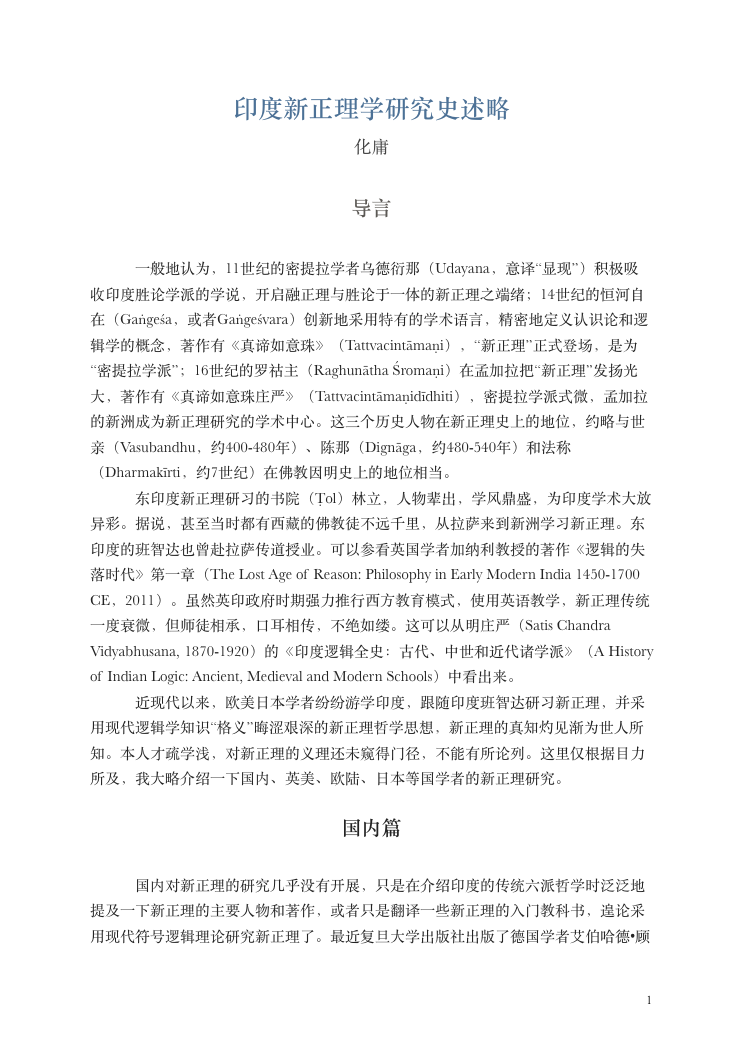 印度新正理学研究史述略
化庸
导言
一般地认为，11世纪的密提拉学者乌德衍那（Udayana，意译“显现”）积极吸
收印度胜论学派的学说，开启融正理与胜论于一体的新正理之端绪；14世纪的恒河自
在（Gaṅgeśa，或者Gaṅgeśvara）创新地采用特有的学术语言，精密地定义认识论和逻
辑学的概念，著作有《真谛如意珠》（Tattvacintāmaṇi），“新正理”正式登场，是为
“密提拉学派”；16世纪的罗祜主（Raghunātha Śromaṇi）在孟加拉把“新正理”发扬光
大，著作有《真谛如意珠庄严》（Tattvacintāmaṇidīdhiti），密提拉学派式微，孟加拉
的新洲成为新正理研究的学术中心。这三个历史人物在新正理史上的地位，约略与世
亲（Vasubandhu，约400-480年）、陈那（Dignāga，约480-540年）和法称
（Dharmakīrti，约7世纪）在佛教因明史上的地位相当。
东印度新正理研习的书院（Ṭol）林立，人物辈出，学风鼎盛，为印度学术大放
异彩。据说，甚至当时都有西藏的佛教徒不远千里，从拉萨来到新洲学习新正理。东
印度的班智达也曾赴拉萨传道授业。可以参看英国学者加纳利教授的著作《逻辑的失
落时代》第一章（The Lost Age of Reason: Philosophy in Early Modern India 1450-1700
CE，2011）。虽然英印政府时期强力推行西方教育模式，使用英语教学，新正理传统
一度衰微，但师徒相承，口耳相传，不绝如缕。这可以从明庄严（Satis Chandra
Vidyabhusana, 1870-1920）的《印度逻辑全史：古代、中世和近代诸学派》（A History
of Indian Logic: Ancient, Medieval and Modern Schools）中看出来。
近现代以来，欧美日本学者纷纷游学印度，跟随印度班智达研习新正理，并采
用现代逻辑学知识“格义”晦涩艰深的新正理哲学思想，新正理的真知灼见渐为世人所
知。本人才疏学浅，对新正理的义理还未窥得门径，不能有所论列。这里仅根据目力
所及，我大略介绍一下国内、英美、欧陆、日本等国学者的新正理研究。
国内篇
国内对新正理的研究几乎没有开展，只是在介绍印度的传统六派哲学时泛泛地
提及一下新正理的主要人物和著作，或者只是翻译一些新正理的入门教科书，遑论采
用现代符号逻辑理论研究新正理了。最近复旦大学出版社出版了德国学者艾伯哈德•顾
1